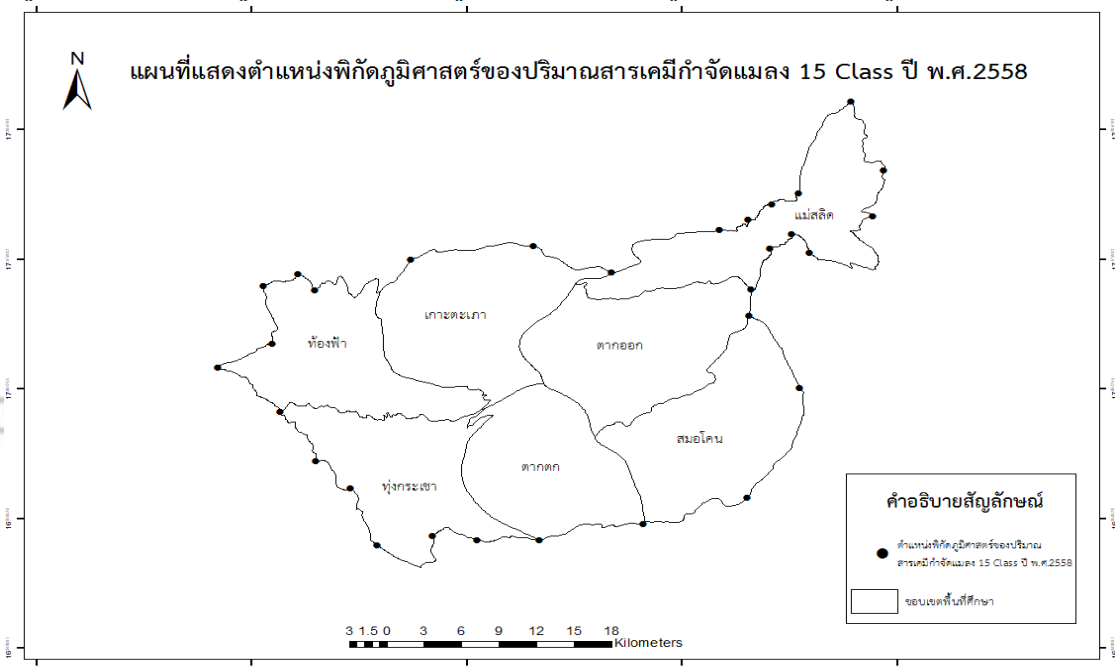 N
แผนที่แสดงตำแหน่งพิกัดภูมิศาสตร์ของปริมาณสารเคมีกำจัดแมลง 15 Class ปี พ.ศ.2558
แม่สลิด
เกาะตะเภา
ท้องฟ้า
ตากออก
สมอโคน
ตากตก
ทุ่งกระเชา
คำอธิบายสัญลักษณ์
ตำแหน่งพิกัดภูมิศาสตร์ของปริมาณ
สารเคมีกำจัดแมลง 15 Class ปี พ.ศ.2558
ขอบเขตพื้นที่ศึกษา
3 1.5 0 3 6 9 12 15 18
Kilometers